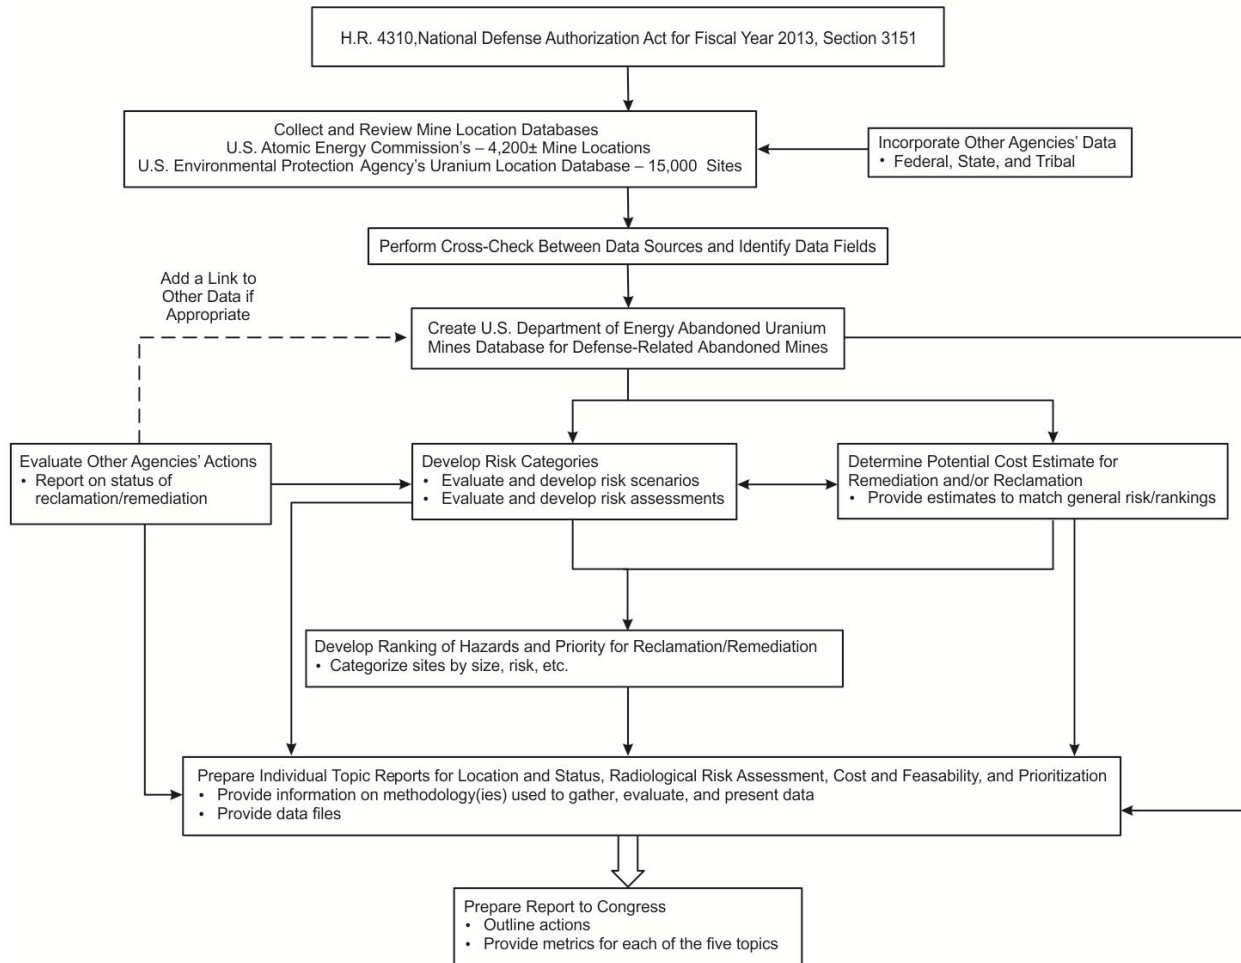 H.R. 4310,National Defense Authorization Act for Fiscal Year 2013, Section 3151
Collect and Review Mine Location Databases
U.S. Atomic Energy Commission's – 4,200± Mine Locations
U.S. Environmental Protection Agency's Uranium Location Database – 15,000 Sites
Incorporate Other Agencies' Data
• Federal, State, and Tribal
Perform Cross-Check Between Data Sources and Identify Data Fields
Add a Link to
Other Data if
Appropriate
Create U.S. Department of Energy Abandoned Uranium
Mines Database for Defense-Related Abandoned Mines
Evaluate Other Agencies' Actions
• Report on status of
reclamation/remediation
Develop Risk Categories
• Evaluate and develop risk scenarios
• Evaluate and develop risk assessments
Determine Potential Cost Estimate for
Remediation and/or Reclamation
• Provide estimates to match general risk/rankings
Develop Ranking of Hazards and Priority for Reclamation/Remediation
• Categorize sites by size, risk, etc.
Prepare Individual Topic Reports for Location and Status, Radiological Risk Assessment, Cost and Feasability, and Prioritization
• Provide information on methodology(ies) used to gather, evaluate, and present data
• Provide data files
Prepare Report to Congress
• Outline actions
• Provide metrics for each of the five topics